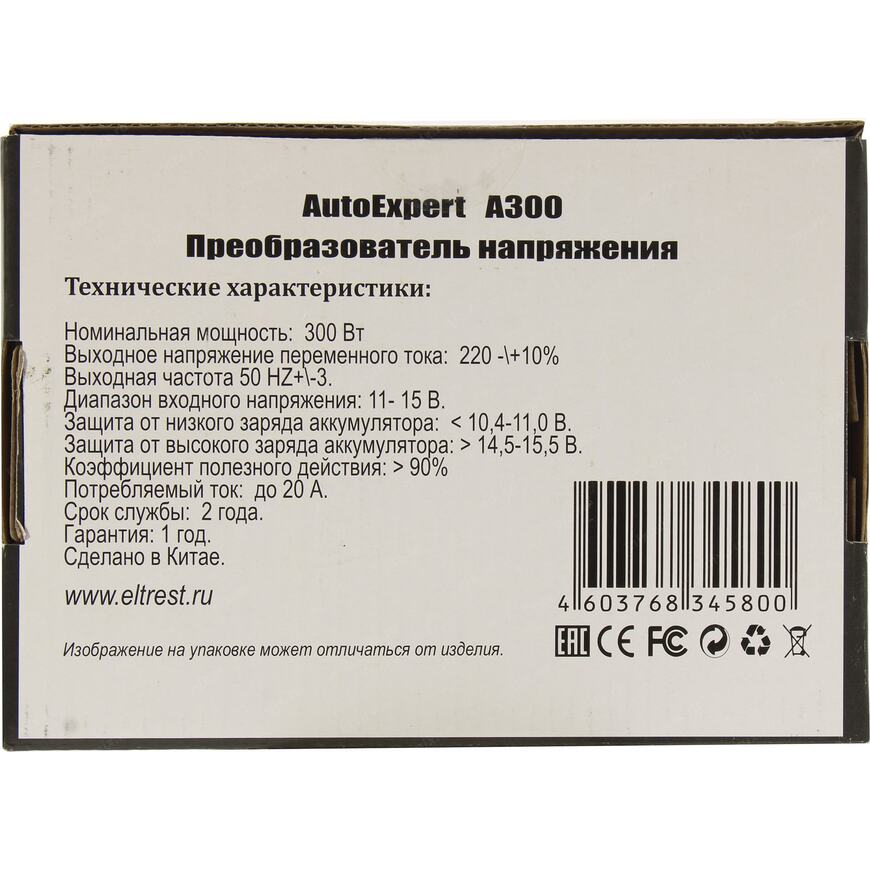 AutoExpert A300
Преобразователь напряжения
Технические характеристики:
Номинальная мощность: 300 Вт
Выходное напряжение переменного тока: 220 -\+10%
Выходная частота 50 HZ+\-3.
Диапазон входного напряжения: 11- 15 В.
Защита от низкого заряда аккумулятора: < 10,4-11,0 В.
Защита от высокого заряда аккумулятора: > 14,5-15,5 В.
Коэффициент полезного действия: > 90%
Потребляемый ток: до 20 А.
Срок службы: 2 года.
Гарантия: 1 год.
Сделано в Китае.
www.eltrest.ru
4 603768 345800
Изображение на упаковке может отличаться от изделия.
EAC CE FC